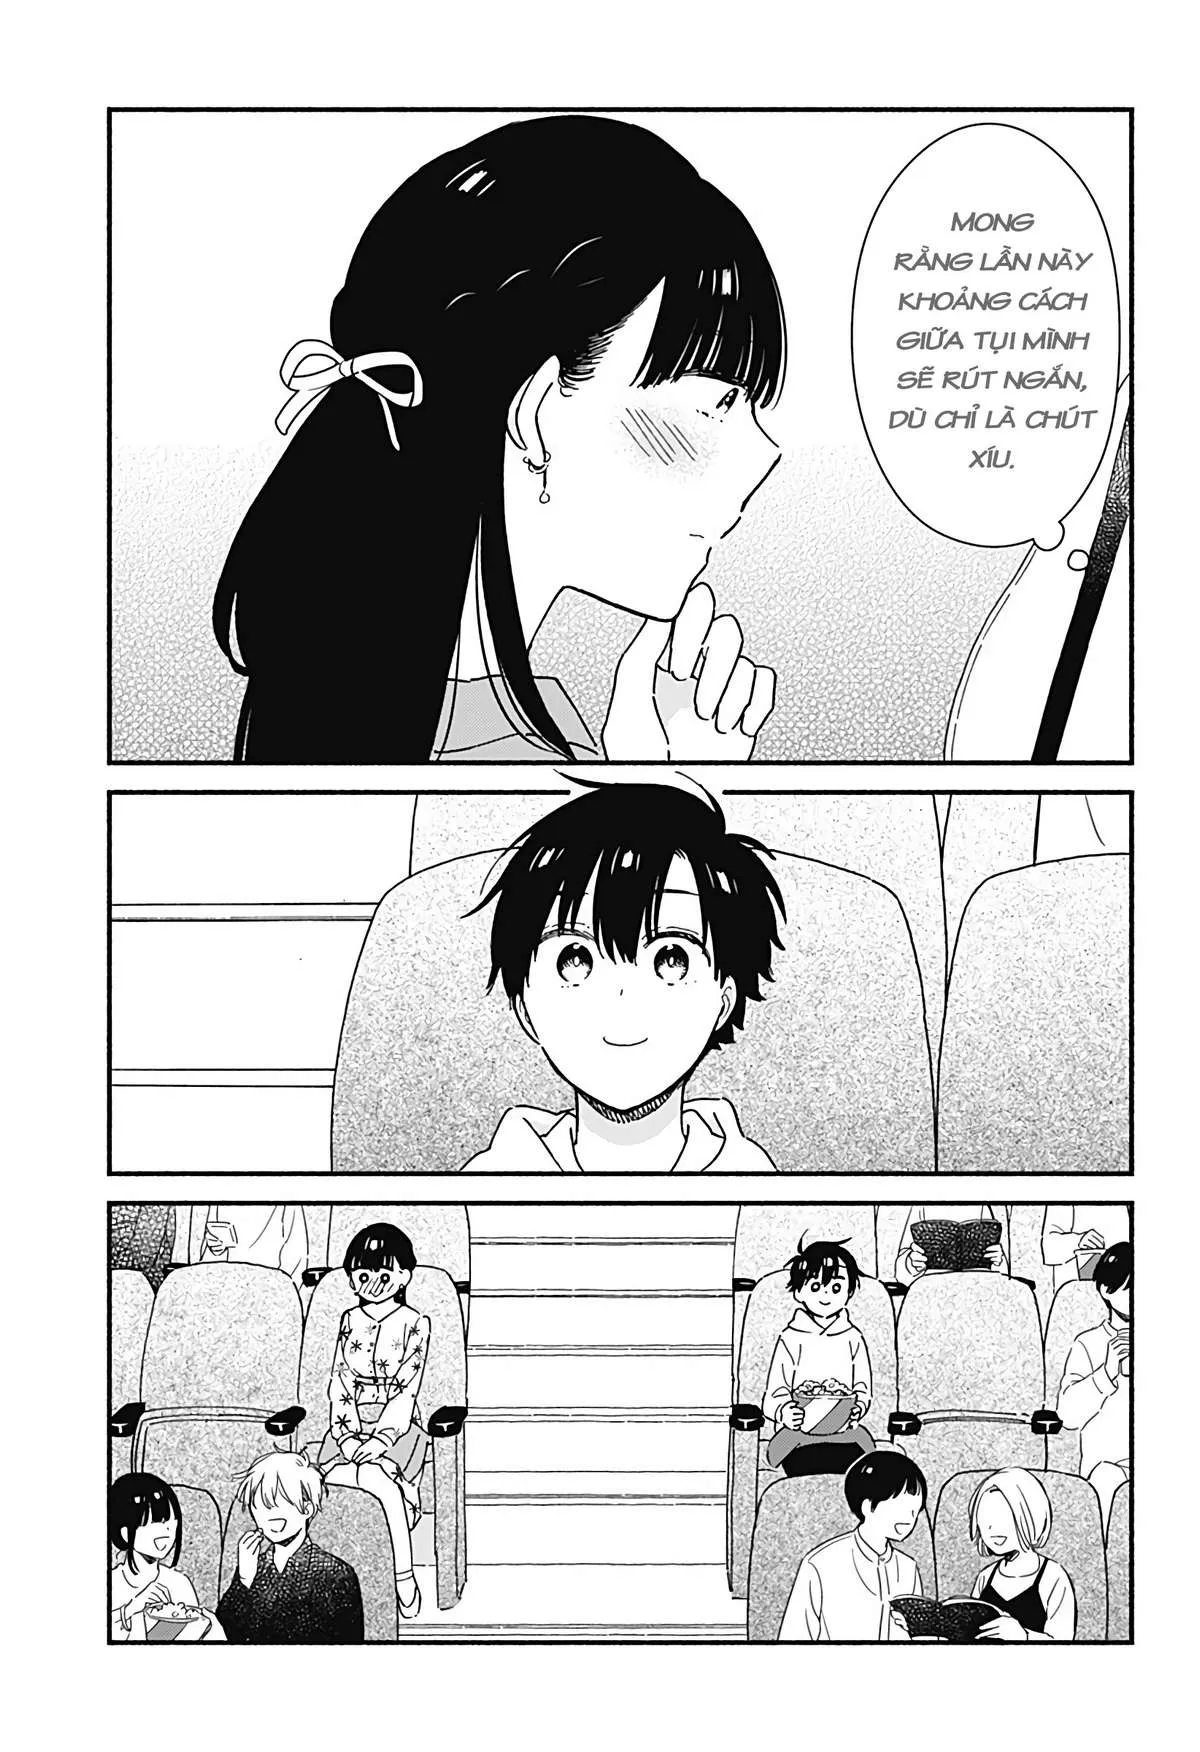 MONG
RẰNG LẦN NÀY
KHOẢNG CÁCH
GIỮA TỤI MÌNH
SẼ RÚT NGẮN,
DÙ CHỈ LÀ CHÚT
XÍU.